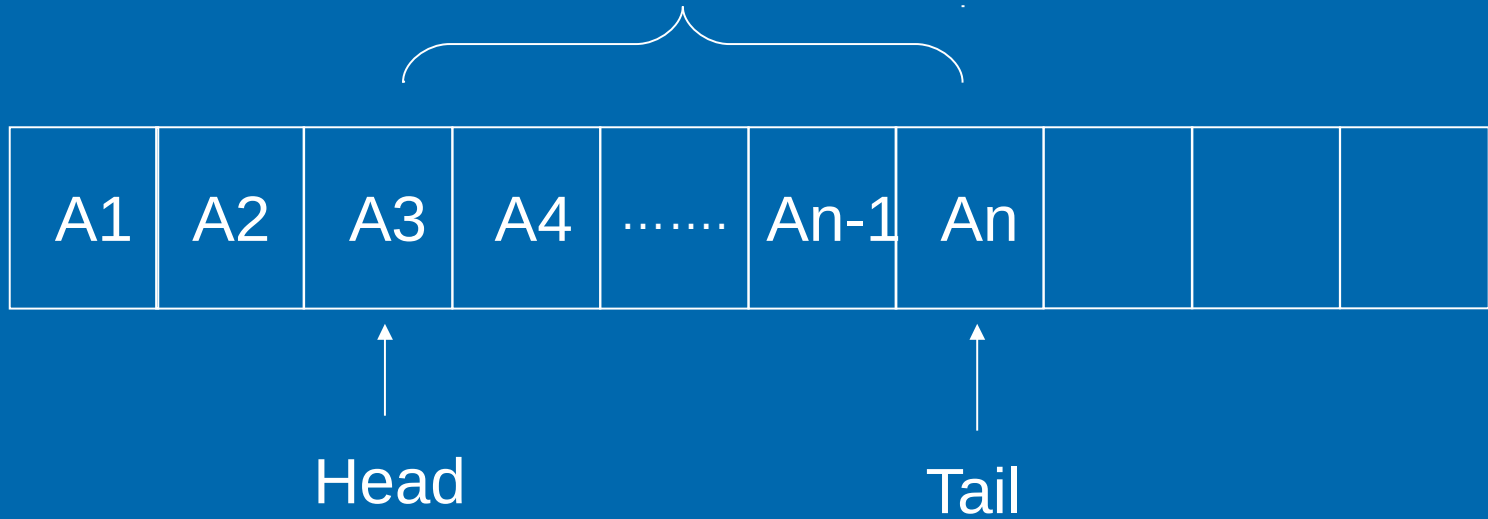 A1 A2 A3 A4 ....... An-1 An
Head Tail